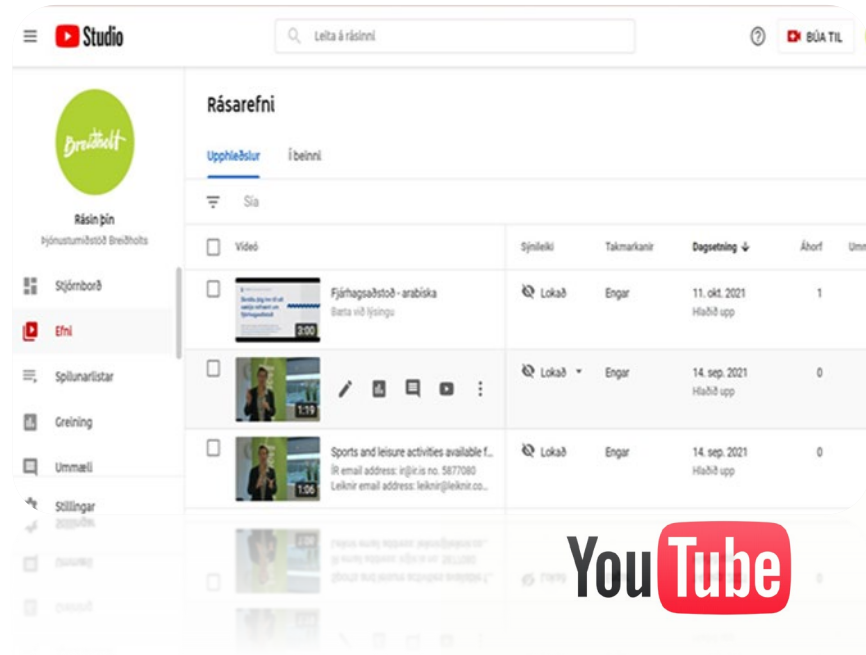 Studio
Leita á rásinni
BÚA TIL
Breiðholt
Rásin þín
Þjónustumiðstöð Breiðholts
Stjórnborð
Efni
Spilunarlistar
Greining
Ummæli
Stillingar
Rásarefni
Upphleðslur Í beinni
Sía
Vídeó Sýnileiki Takmarkanir Dagsetning Áhorf Umm
3:00
Fjárhagsaðstoð - arabíska
Bæta við lýsingu
Lokað Engar 11. okt. 2021 1
Hlaðið upp
1:19
Lokað Engar 14. sep. 2021 0
Hlaðið upp
1:06
Sports and leisure activities available f...
ÍR email address: ir@ir.is no. 5877080
Leiknir email address: leiknir@leiknir.co...
Lokað Engar 14. sep. 2021 0
Hlaðið upp
YouTube